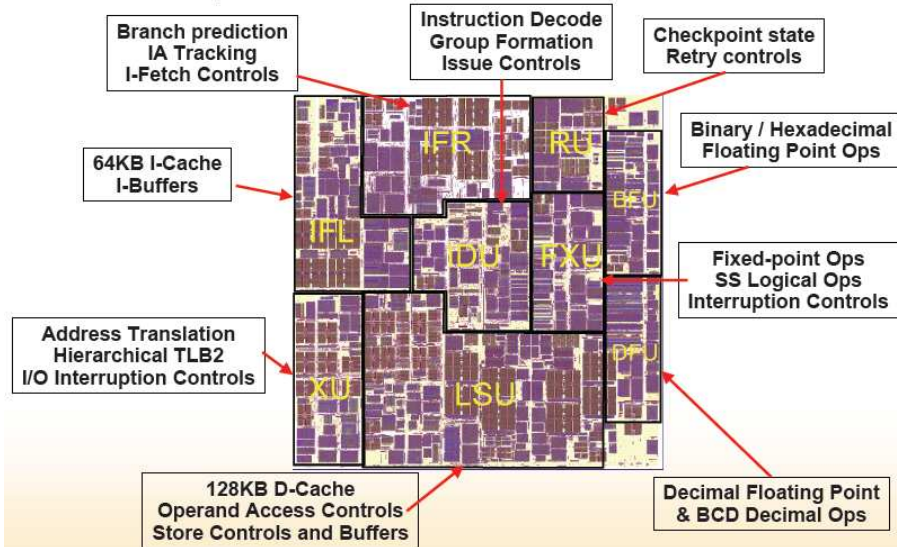 Branch prediction
IA Tracking
I-Fetch Controls
Instruction Decode
Group Formation
Issue Controls
Checkpoint state
Retry controls
64KB I-Cache
I-Buffers
Binary / Hexadecimal
Floating Point Ops
IFR
RU
BFU
IFL
IDU
FXU
Fixed-point Ops
SS Logical Ops
Interruption Controls
Address Translation
Hierarchical TLB2
I/O Interruption Controls
XU
LSU
DFU
128KB D-Cache
Operand Access Controls
Store Controls and Buffers
Decimal Floating Point
& BCD Decimal Ops